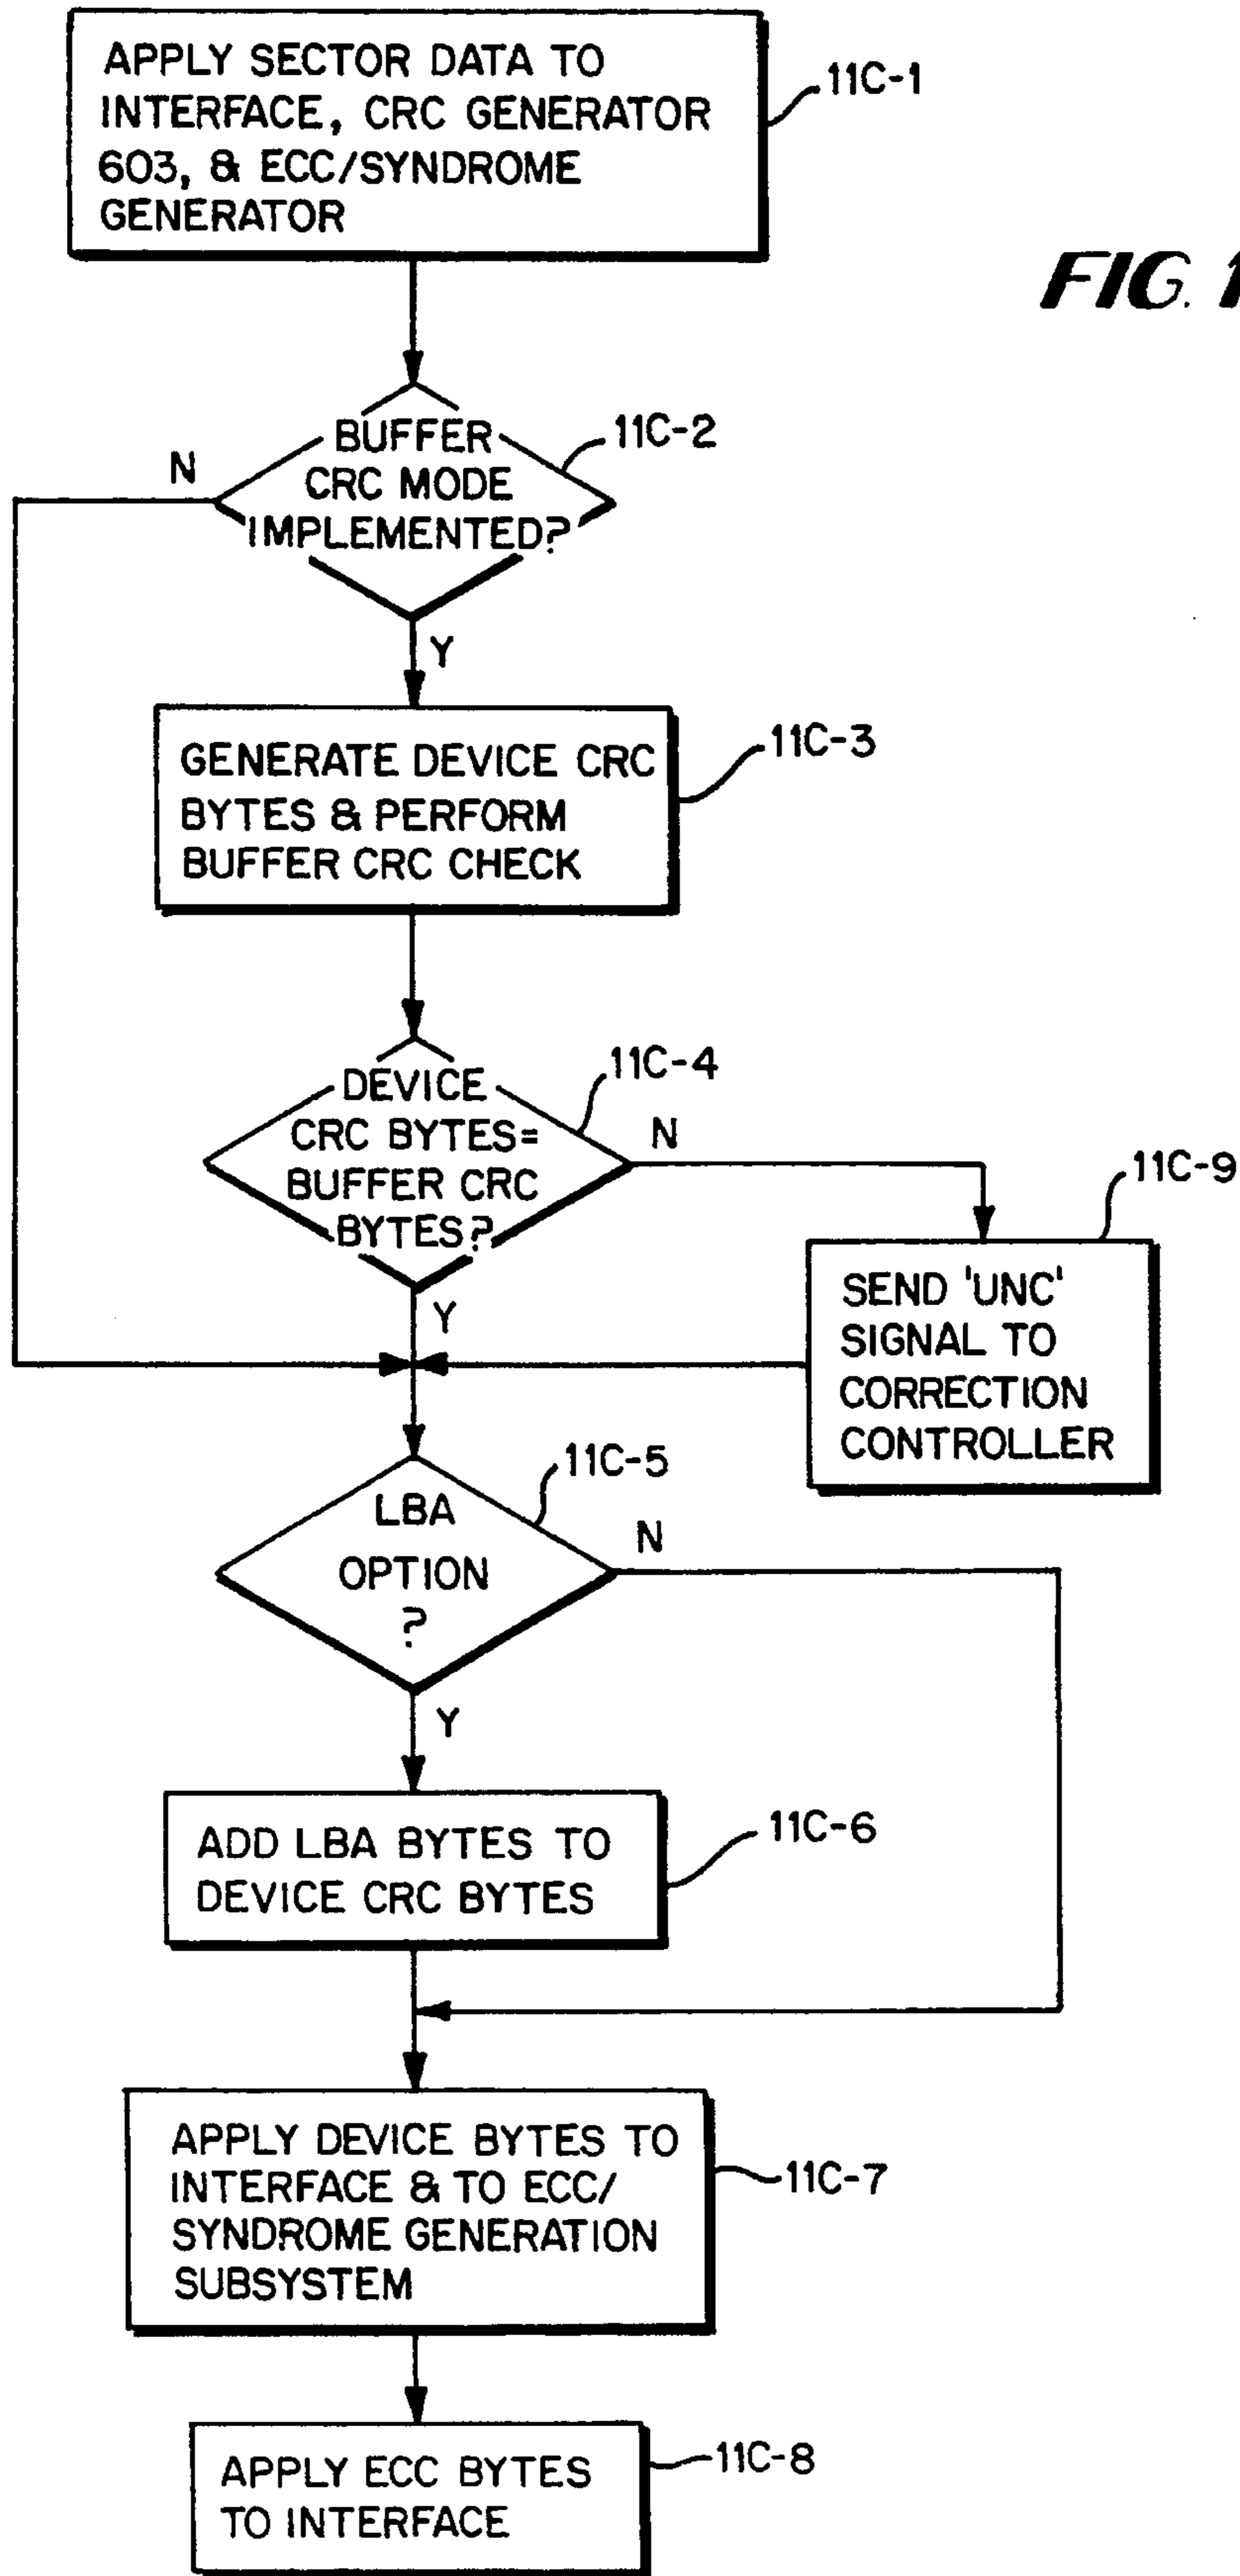 APPLY SECTOR DATA TO
INTERFACE, CRC GENERATOR
603, & ECC/SYNDROME
GENERATOR
11C-1
FIG. 1
BUFFER
CRC MODE
IMPLEMENTED?
11C-2
N
Y
GENERATE DEVICE CRC
BYTES & PERFORM
BUFFER CRC CHECK
11C-3
DEVICE
CRC BYTES=
BUFFER CRC
BYTES?
11C-4
N
Y
11C-9
SEND 'UNC'
SIGNAL TO
CORRECTION
CONTROLLER
LBA
OPTION
?
11C-5
N
Y
ADD LBA BYTES TO
DEVICE CRC BYTES
11C-6
APPLY DEVICE BYTES TO
INTERFACE & TO ECC/
SYNDROME GENERATION
SUBSYSTEM
11C-7
APPLY ECC BYTES
TO INTERFACE
11C-8